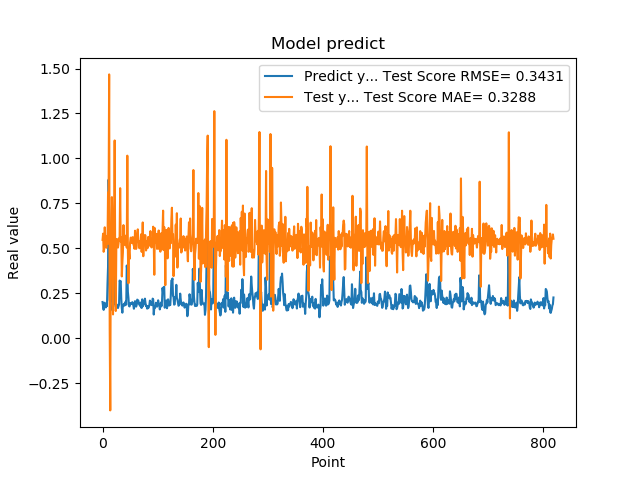 Model predict
Predict y... Test Score RMSE= 0.3431
Test y... Test Score MAE= 0.3288
Real value
1.50
1.25
1.00
0.75
0.50
0.25
0.00
−0.25
0 200 400 600 800
Point